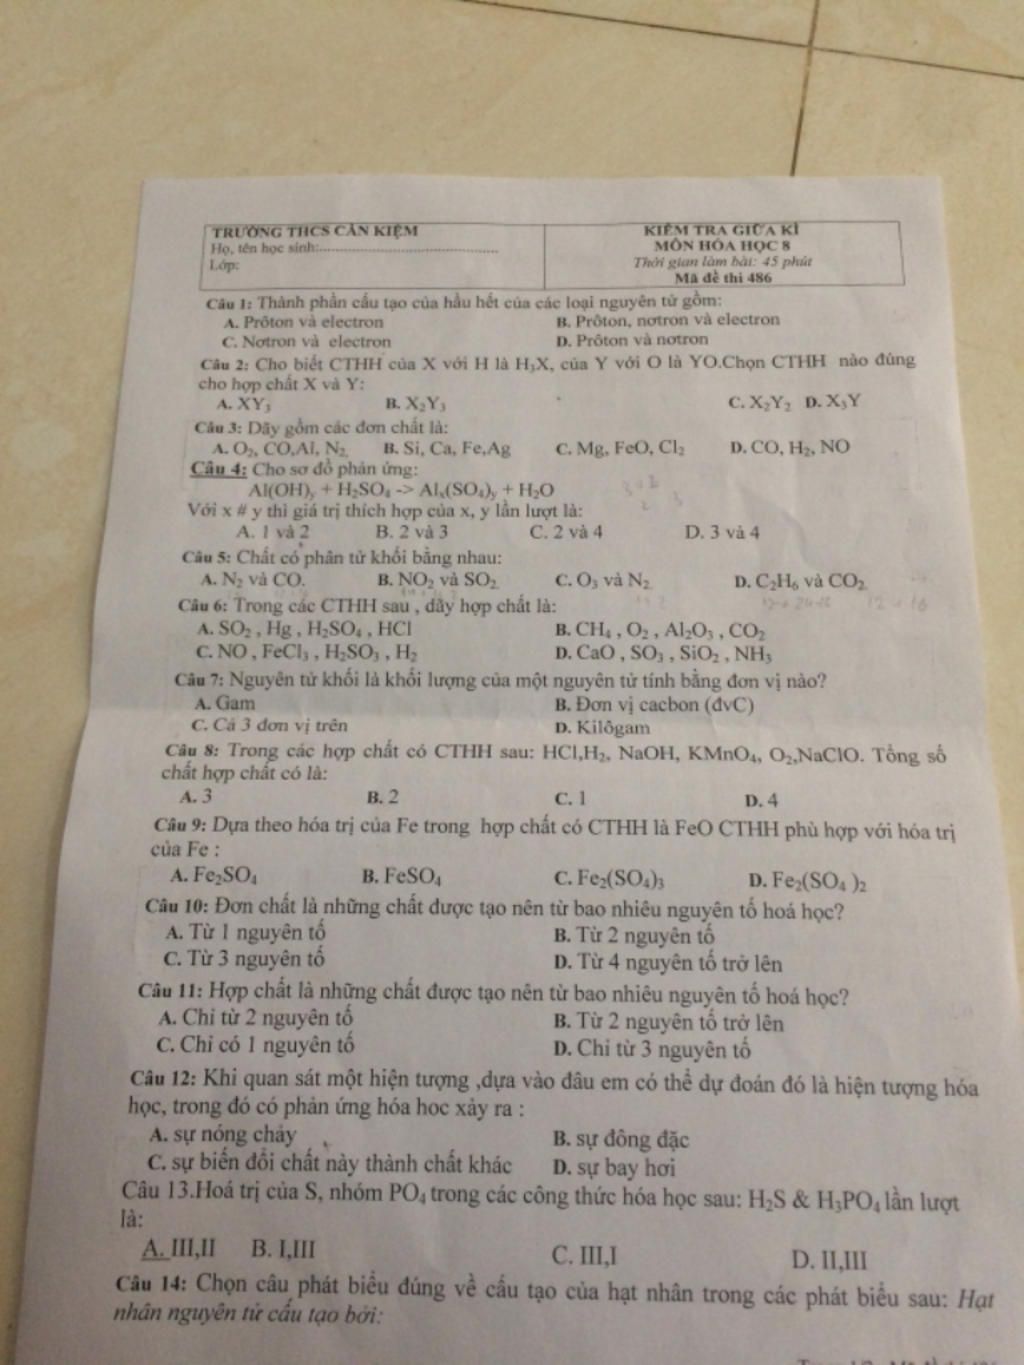 TRƯỜNG THCS CẦN KIỆM
Họ, tên học sinh:
Lớp:
KIỂM TRA GIỮA KÌ
MÔN HÓA HỌC 8
Thời gian làm bài: 45 phút
Mã đề thi 486
Câu 1: Thành phần cấu tạo của hầu hết của các loại nguyên tử gồm:
A. Prôton và electron B. Prôton, nơtron và electron
C. Nơtron và electron D. Prôton và nơtron
Câu 2: Cho biết CTHH của X với H là H₃X, của Y với O là YO.Chọn CTHH nào đúng
cho hợp chất X và Y:
A. XY₃ B. X₂Y₃ C. X₂Y₂ D. X₃Y
Câu 3: Dãy gồm các đơn chất là:
A. O₂, CO,Al, N₂ B. Si, Ca, Fe,Ag C. Mg, FeO, Cl₂ D. CO, H₂, NO
Câu 4: Cho sơ đồ phản ứng:
Al(OH)ᵧ + H₂SO₄ -> Alₓ(SO₄)ᵧ + H₂O
Với x # y thì giá trị thích hợp của x, y lần lượt là:
A. 1 và 2 B. 2 và 3 C. 2 và 4 D. 3 và 4
Câu 5: Chất có phân tử khối bằng nhau:
A. N₂ và CO. B. NO₂ và SO₂ C. O₃ và N₂ D. C₂H₆ và CO₂
Câu 6: Trong các CTHH sau , dãy hợp chất là:
A. SO₂ , Hg , H₂SO₄ , HCl B. CH₄ , O₂ , Al₂O₃ , CO₂
C. NO , FeCl₃ , H₂SO₃ , H₂ D. CaO , SO₃ , SiO₂ , NH₃
Câu 7: Nguyên tử khối là khối lượng của một nguyên tử tính bằng đơn vị nào?
A. Gam B. Đơn vị cacbon (đvC)
C. Cả 3 đơn vị trên D. Kilôgam
Câu 8: Trong các hợp chất có CTHH sau: HCl,H₂, NaOH, KMnO₄, O₂,NaClO. Tổng số
chất hợp chất có là:
A. 3 B. 2 C. 1 D. 4
Câu 9: Dựa theo hóa trị của Fe trong hợp chất có CTHH là FeO CTHH phù hợp với hóa trị
của Fe :
A. Fe₂SO₄ B. FeSO₄ C. Fe₂(SO₄)₃ D. Fe₂(SO₄ )₂
Câu 10: Đơn chất là những chất được tạo nên từ bao nhiêu nguyên tố hoá học?
A. Từ 1 nguyên tố B. Từ 2 nguyên tố
C. Từ 3 nguyên tố D. Từ 4 nguyên tố trở lên
Câu 11: Hợp chất là những chất được tạo nên từ bao nhiêu nguyên tố hoá học?
A. Chỉ từ 2 nguyên tố B. Từ 2 nguyên tố trở lên
C. Chỉ có 1 nguyên tố D. Chỉ từ 3 nguyên tố
Câu 12: Khi quan sát một hiện tượng ,dựa vào đâu em có thể dự đoán đó là hiện tượng hóa
học, trong đó có phản ứng hóa hoc xảy ra :
A. sự nóng chảy B. sự đông đặc
C. sự biến đổi chất này thành chất khác D. sự bay hơi
Câu 13.Hoá trị của S, nhóm PO₄ trong các công thức hóa học sau: H₂S & H₃PO₄ lần lượt
là:
A. III,II B. I,III C. III,I D. II,III
Câu 14: Chọn câu phát biểu đúng về cấu tạo của hạt nhân trong các phát biểu sau: Hạt
nhân nguyên tử cấu tạo bởi: